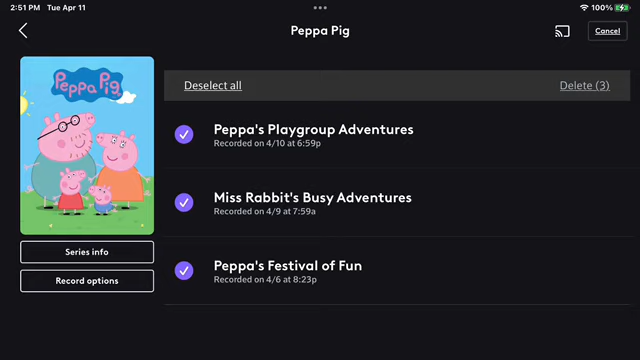 2:51 PM Tue Apr 11
100%
Peppa Pig
Cancel
Peppa Pig
Deselect all
Delete (3)
Peppa's Playgroup Adventures
Recorded on 4/10 at 6:59p
Miss Rabbit's Busy Adventures
Recorded on 4/9 at 7:59a
Peppa's Festival of Fun
Recorded on 4/6 at 8:23p
Series info
Record options